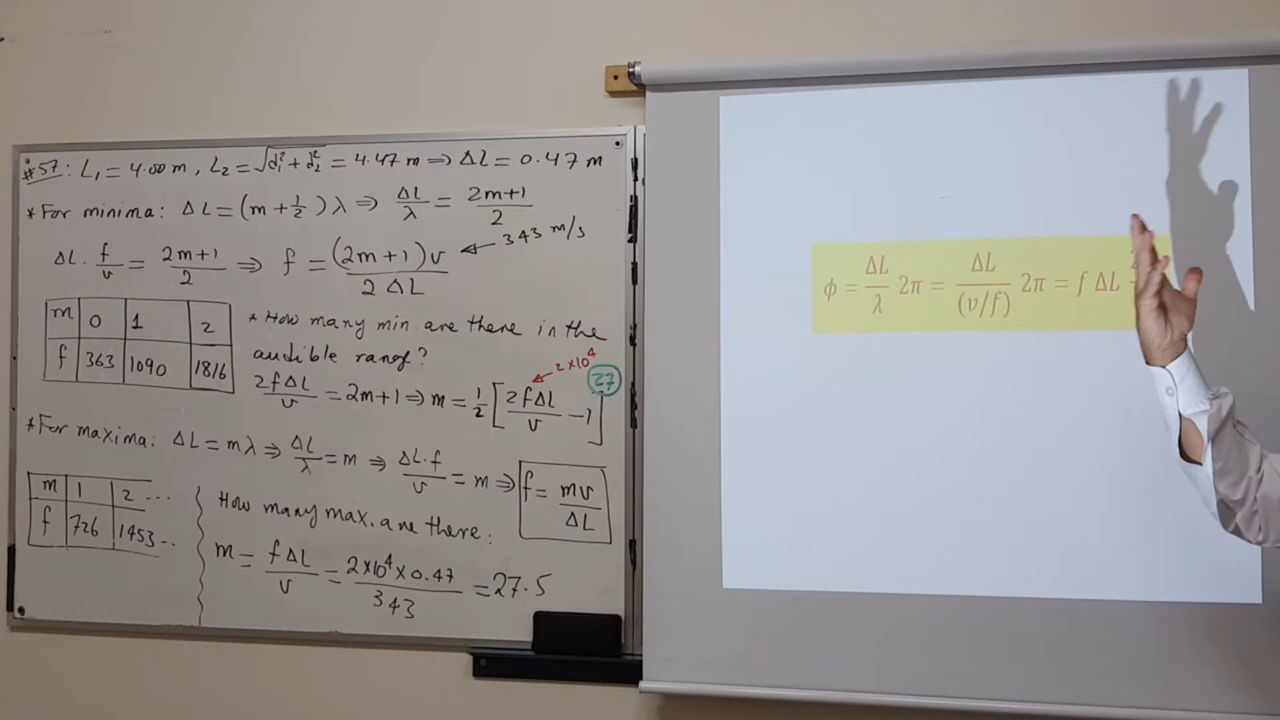 #57: L₁ = 4.00 m, L₂ = √(d₁² + d₂²) = 4.47 m ⇒ ΔL = 0.47 m
* For minima: ΔL = (m + 1/2) λ ⇒ ΔL/λ = (2m+1)/2
ΔL · f/v = (2m+1)/2 ⇒ f = (2m+1)v / 2ΔL ← 343 m/s
m 0 1 2
f 363 1090 1816
* How many min. are there in the
audible range?
2fΔL/v = 2m+1 ⇒ m = 1/2 [2fΔL/v − 1] ← 2×10⁴ 27
* For maxima: ΔL = mλ ⇒ ΔL/λ = m ⇒ ΔL·f/v = m ⇒ f = mv/ΔL
m 1 2 ...
f 726 1453 ...
How many max. are there:
m = fΔL/v = 2×10⁴×0.47/343 = 27.5
ϕ = ΔL/λ 2π = ΔL/(v/f) 2π = f ΔL